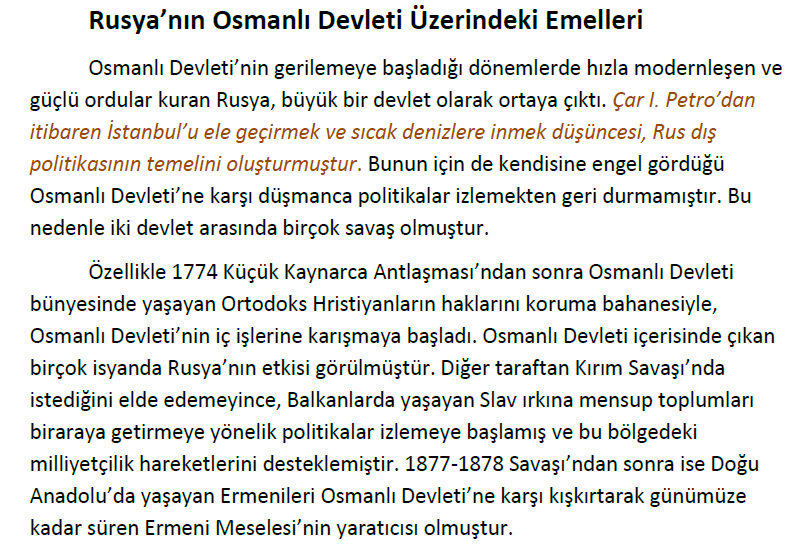 Rusya’nın Osmanlı Devleti Üzerindeki Emelleri
Osmanlı Devleti’nin gerilemeye başladığı dönemlerde hızla modernleşen ve
güçlü ordular kuran Rusya, büyük bir devlet olarak ortaya çıktı. Çar I. Petro’dan
itibaren İstanbul’u ele geçirmek ve sıcak denizlere inmek düşüncesi, Rus dış
politikasının temelini oluşturmuştur. Bunun için de kendisine engel gördüğü
Osmanlı Devleti’ne karşı düşmanca politikalar izlemekten geri durmamıştır. Bu
nedenle iki devlet arasında birçok savaş olmuştur.
Özellikle 1774 Küçük Kaynarca Antlaşması’ndan sonra Osmanlı Devleti
bünyesinde yaşayan Ortodoks Hristiyanların haklarını koruma bahanesiyle,
Osmanlı Devleti’nin iç işlerine karışmaya başladı. Osmanlı Devleti içerisinde çıkan
birçok isyanda Rusya’nın etkisi görülmüştür. Diğer taraftan Kırım Savaşı’nda
istediğini elde edemeyince, Balkanlarda yaşayan Slav ırkına mensup toplumları
biraraya getirmeye yönelik politikalar izlemeye başlamış ve bu bölgedeki
milliyetçilik hareketlerini desteklemiştir. 1877-1878 Savaşı’ndan sonra ise Doğu
Anadolu’da yaşayan Ermenileri Osmanlı Devleti’ne karşı kışkırtarak günümüze
kadar süren Ermeni Meselesi’nin yaratıcısı olmuştur.